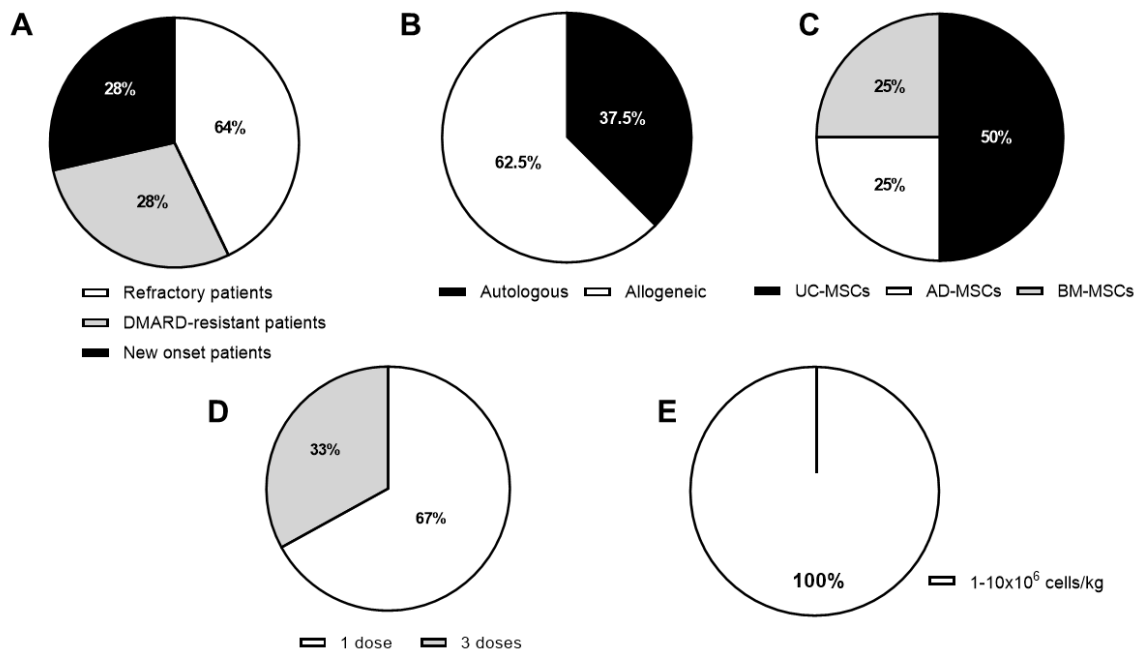 A
28%
64%
28%
Refractory patients
DMARD-resistant patients
New onset patients
B
37.5%
62.5%
Autologous Allogeneic
C
25%
50%
25%
UC-MSCs AD-MSCs BM-MSCs
D
33%
67%
1 dose 3 doses
E
100%
1-10x10⁶ cells/kg